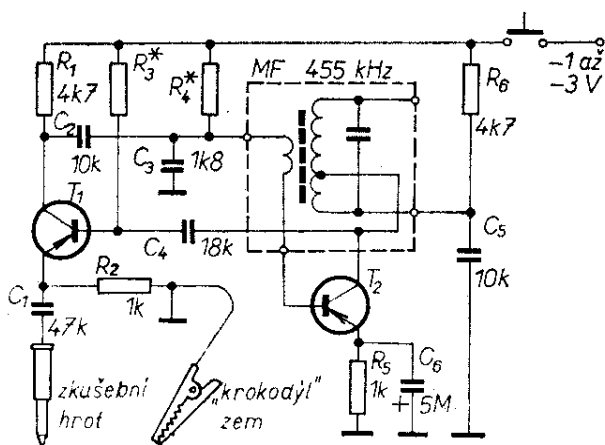 R1
4k7
R3*
R4*
MF 455 kHz
R6
4k7
-1 až
-3V
C2
10k
C3
1k8
T1
C4
18k
C5
10k
R2
1k
T2
C1
47k
R5
1k
C6
+ 5M
zkušební
hrot
"krokodýl"
zem